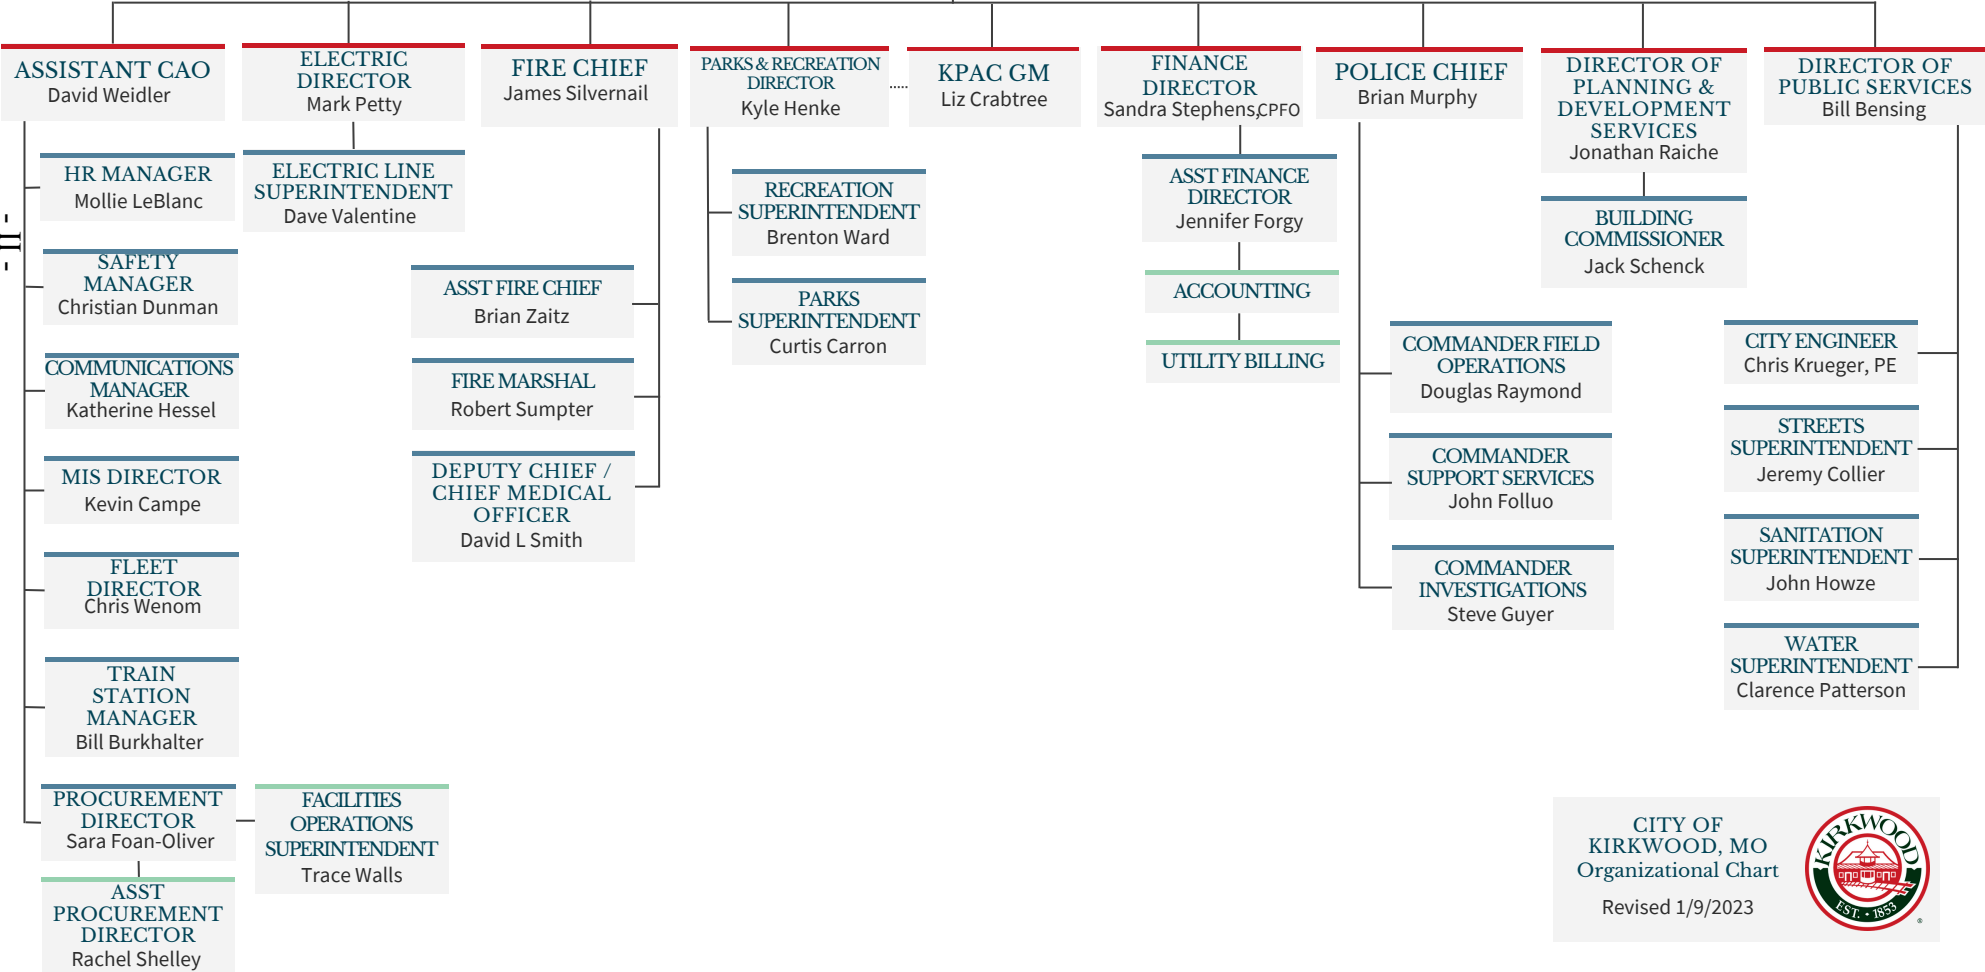 ASSISTANT CAO
David Weidler
ELECTRIC
DIRECTOR
Mark Petty
FIRE CHIEF
James Silvernail
PARKS & RECREATION
DIRECTOR
Kyle Henke
KPAC GM
Liz Crabtree
FINANCE
DIRECTOR
Sandra Stephens,CPFO
POLICE CHIEF
Brian Murphy
DIRECTOR OF
PLANNING &
DEVELOPMENT
SERVICES
Jonathan Raiche
DIRECTOR OF
PUBLIC SERVICES
Bill Bensing
- II -
HR MANAGER
Mollie LeBlanc
SAFETY
MANAGER
Christian Dunman
COMMUNICATIONS
MANAGER
Katherine Hessel
MIS DIRECTOR
Kevin Campe
FLEET
DIRECTOR
Chris Wenom
TRAIN
STATION
MANAGER
Bill Burkhalter
PROCUREMENT
DIRECTOR
Sara Foan-Oliver
FACILITIES
OPERATIONS
SUPERINTENDENT
Trace Walls
ASST
PROCUREMENT
DIRECTOR
Rachel Shelley
ELECTRIC LINE
SUPERINTENDENT
Dave Valentine
ASST FIRE CHIEF
Brian Zaitz
FIRE MARSHAL
Robert Sumpter
DEPUTY CHIEF /
CHIEF MEDICAL
OFFICER
David L Smith
RECREATION
SUPERINTENDENT
Brenton Ward
PARKS
SUPERINTENDENT
Curtis Carron
ASST FINANCE
DIRECTOR
Jennifer Forgy
ACCOUNTING
UTILITY BILLING
COMMANDER FIELD
OPERATIONS
Douglas Raymond
COMMANDER
SUPPORT SERVICES
John Folluo
COMMANDER
INVESTIGATIONS
Steve Guyer
BUILDING
COMMISSIONER
Jack Schenck
CITY ENGINEER
Chris Krueger, PE
STREETS
SUPERINTENDENT
Jeremy Collier
SANITATION
SUPERINTENDENT
John Howze
WATER
SUPERINTENDENT
Clarence Patterson
CITY OF
KIRKWOOD, MO
Organizational Chart
Revised 1/9/2023
KIRKWOOD
EST. • 1853
®